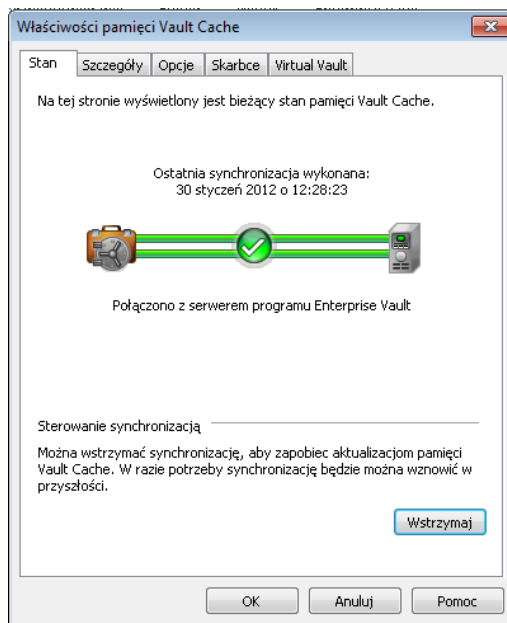 Właściwości pamięci Vault Cache
Stan Szczegóły Opcje Skarbce Virtual Vault
Na tej stronie wyświetlony jest bieżący stan pamięci Vault Cache.
Ostatnia synchronizacja wykonana:
30 styczeń 2012 o 12:28:23
Połączono z serwerem programu Enterprise Vault
Sterowanie synchronizacją
Można wstrzymać synchronizację, aby zapobiec aktualizacjom pamięci
Vault Cache. W razie potrzeby synchronizację będzie można wznowić w
przyszłości.
Wstrzymaj
OK Anuluj Pomoc